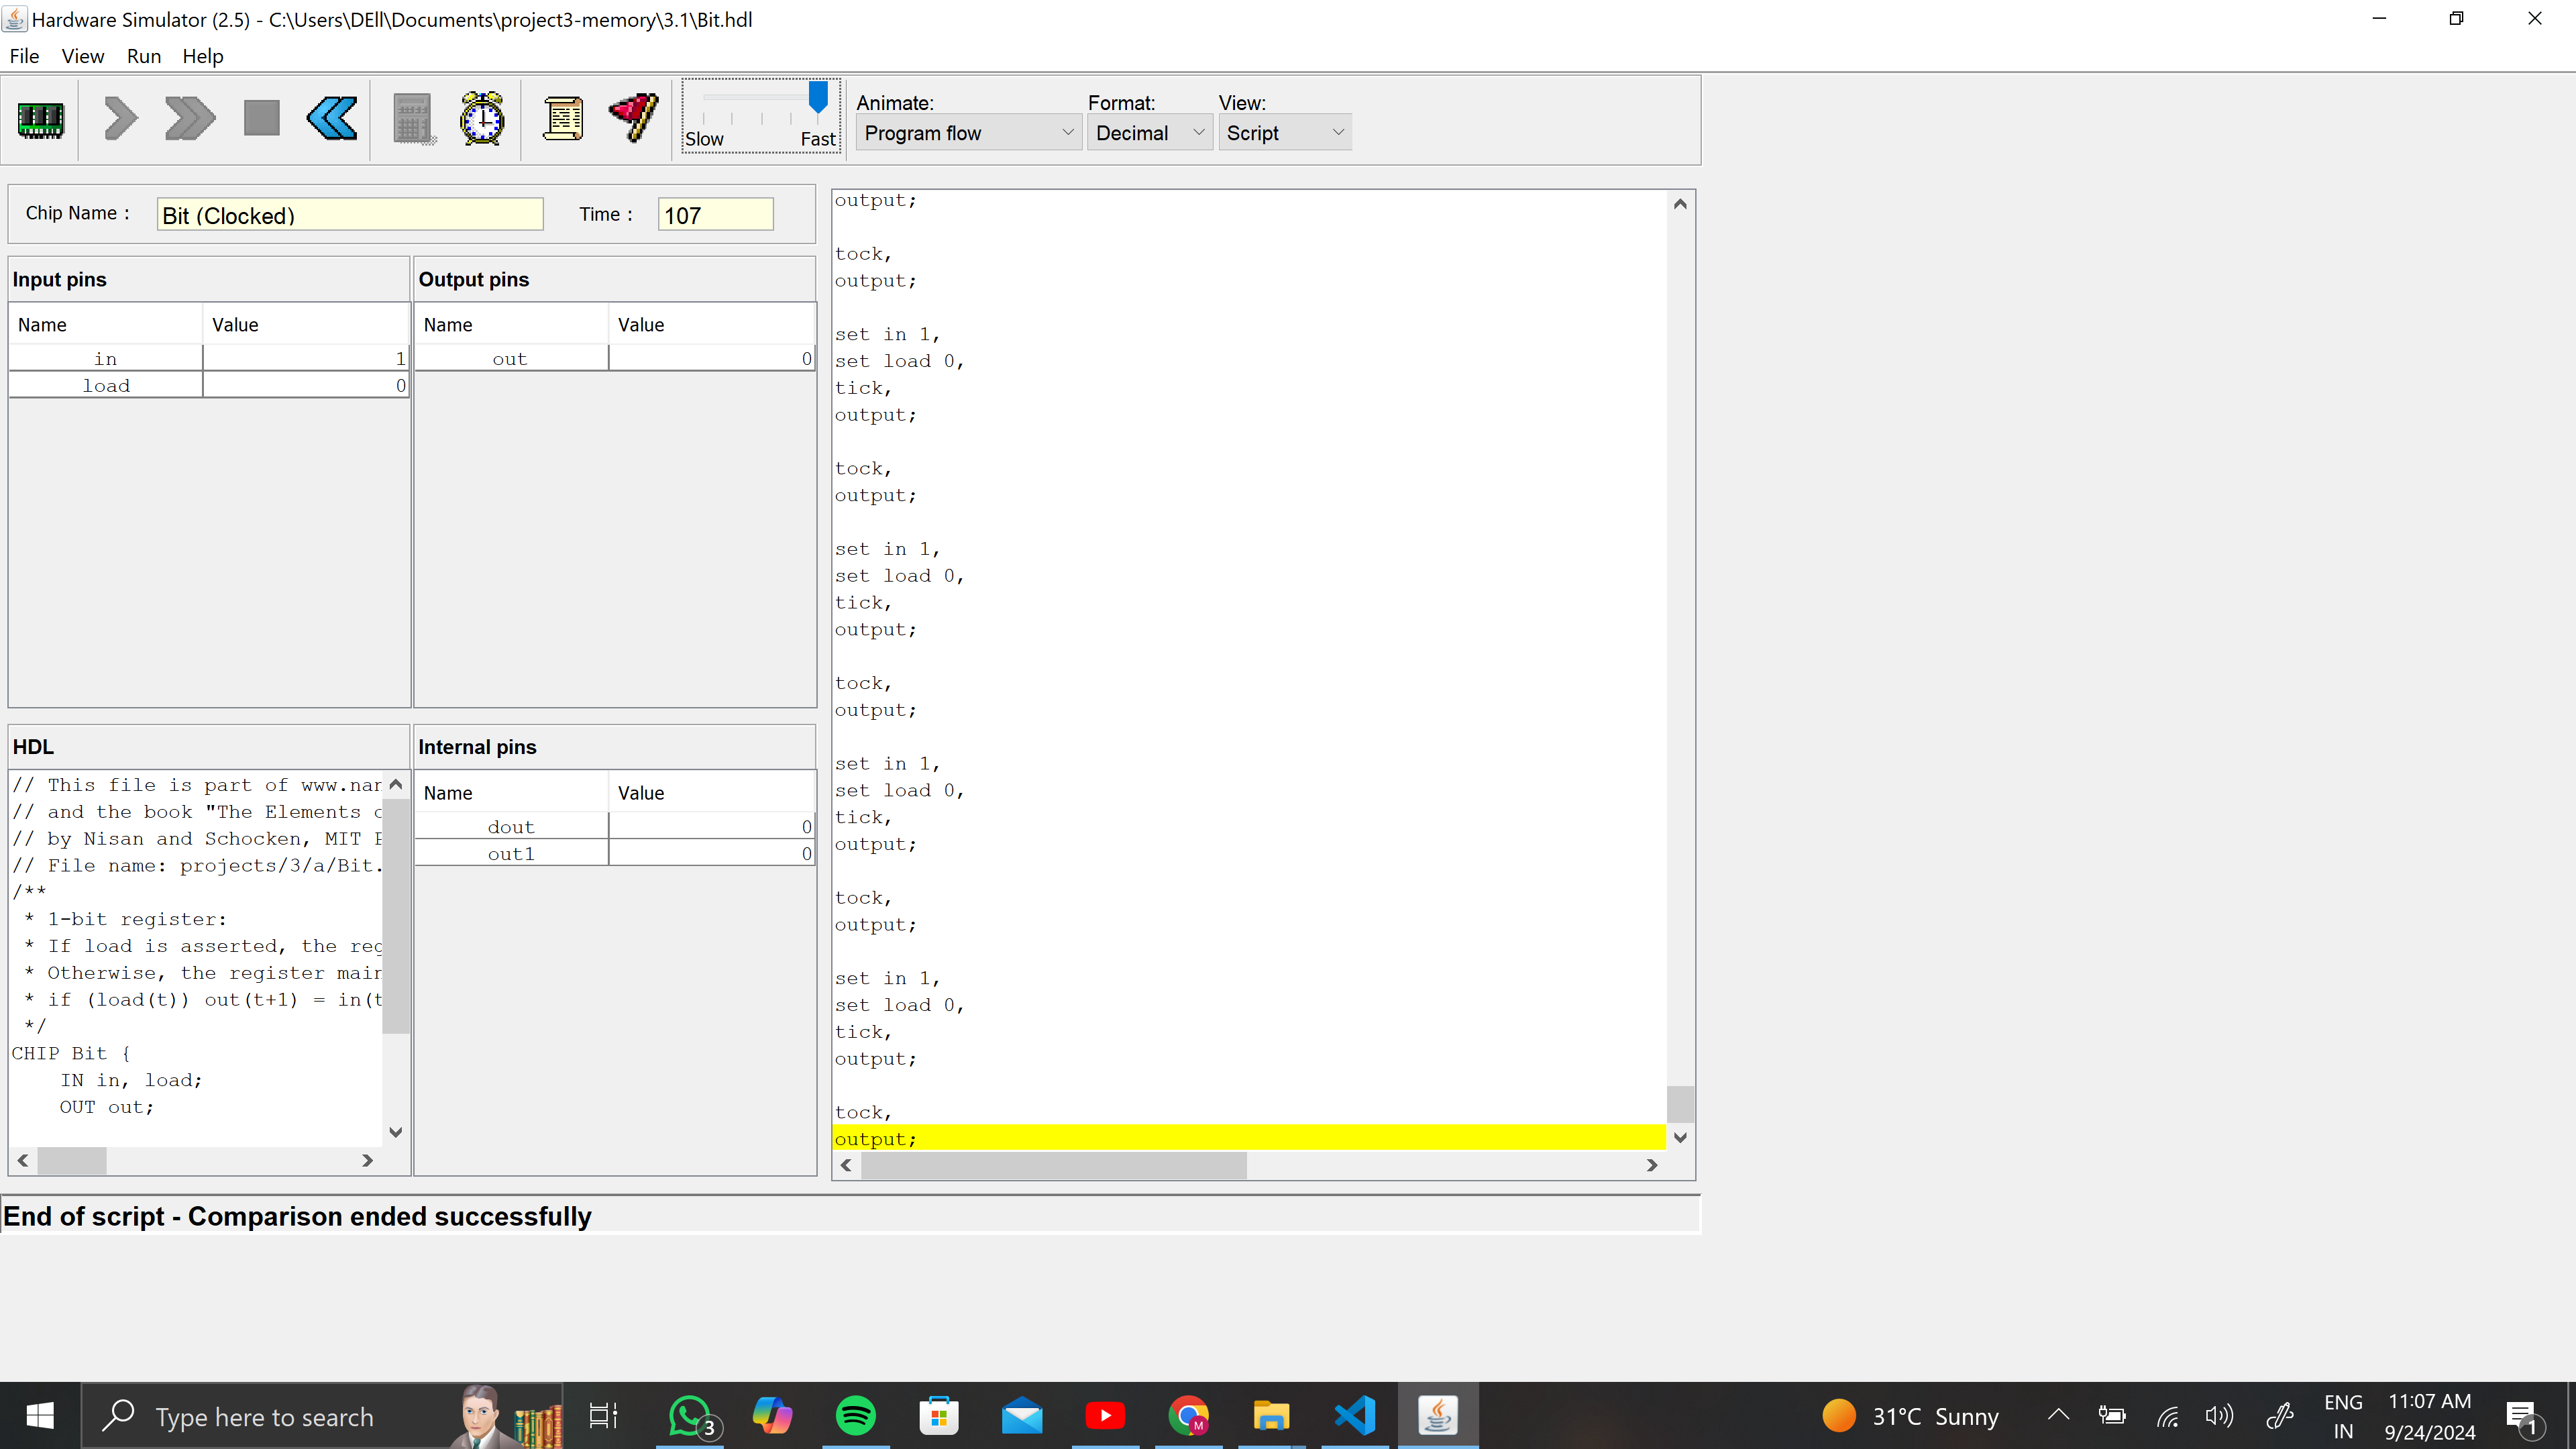 Hardware Simulator (2.5) - C:\Users\DEll\Documents\project3-memory\3.1\Bit.hdl
File View Run Help
Slow Fast
Animate: Format: View:
Program flow Decimal Script
Chip Name : Bit (Clocked) Time : 107
Input pins
Name Value
in 1
load 0
Output pins
Name Value
out 0
HDL
// This file is part of www.nan
// and the book "The Elements o
// by Nisan and Schocken, MIT P
// File name: projects/3/a/Bit.
/**
* 1-bit register:
* If load is asserted, the reg
* Otherwise, the register main
* if (load(t)) out(t+1) = in(t
*/
CHIP Bit {
IN in, load;
OUT out;
Internal pins
Name Value
dout 0
out1 0
output;
tock,
output;
set in 1,
set load 0,
tick,
output;
tock,
output;
set in 1,
set load 0,
tick,
output;
tock,
output;
set in 1,
set load 0,
tick,
output;
tock,
output;
set in 1,
set load 0,
tick,
output;
tock,
output;
End of script - Comparison ended successfully
Type here to search
3
M
31°C Sunny
ENG
IN
11:07 AM
9/24/2024
1